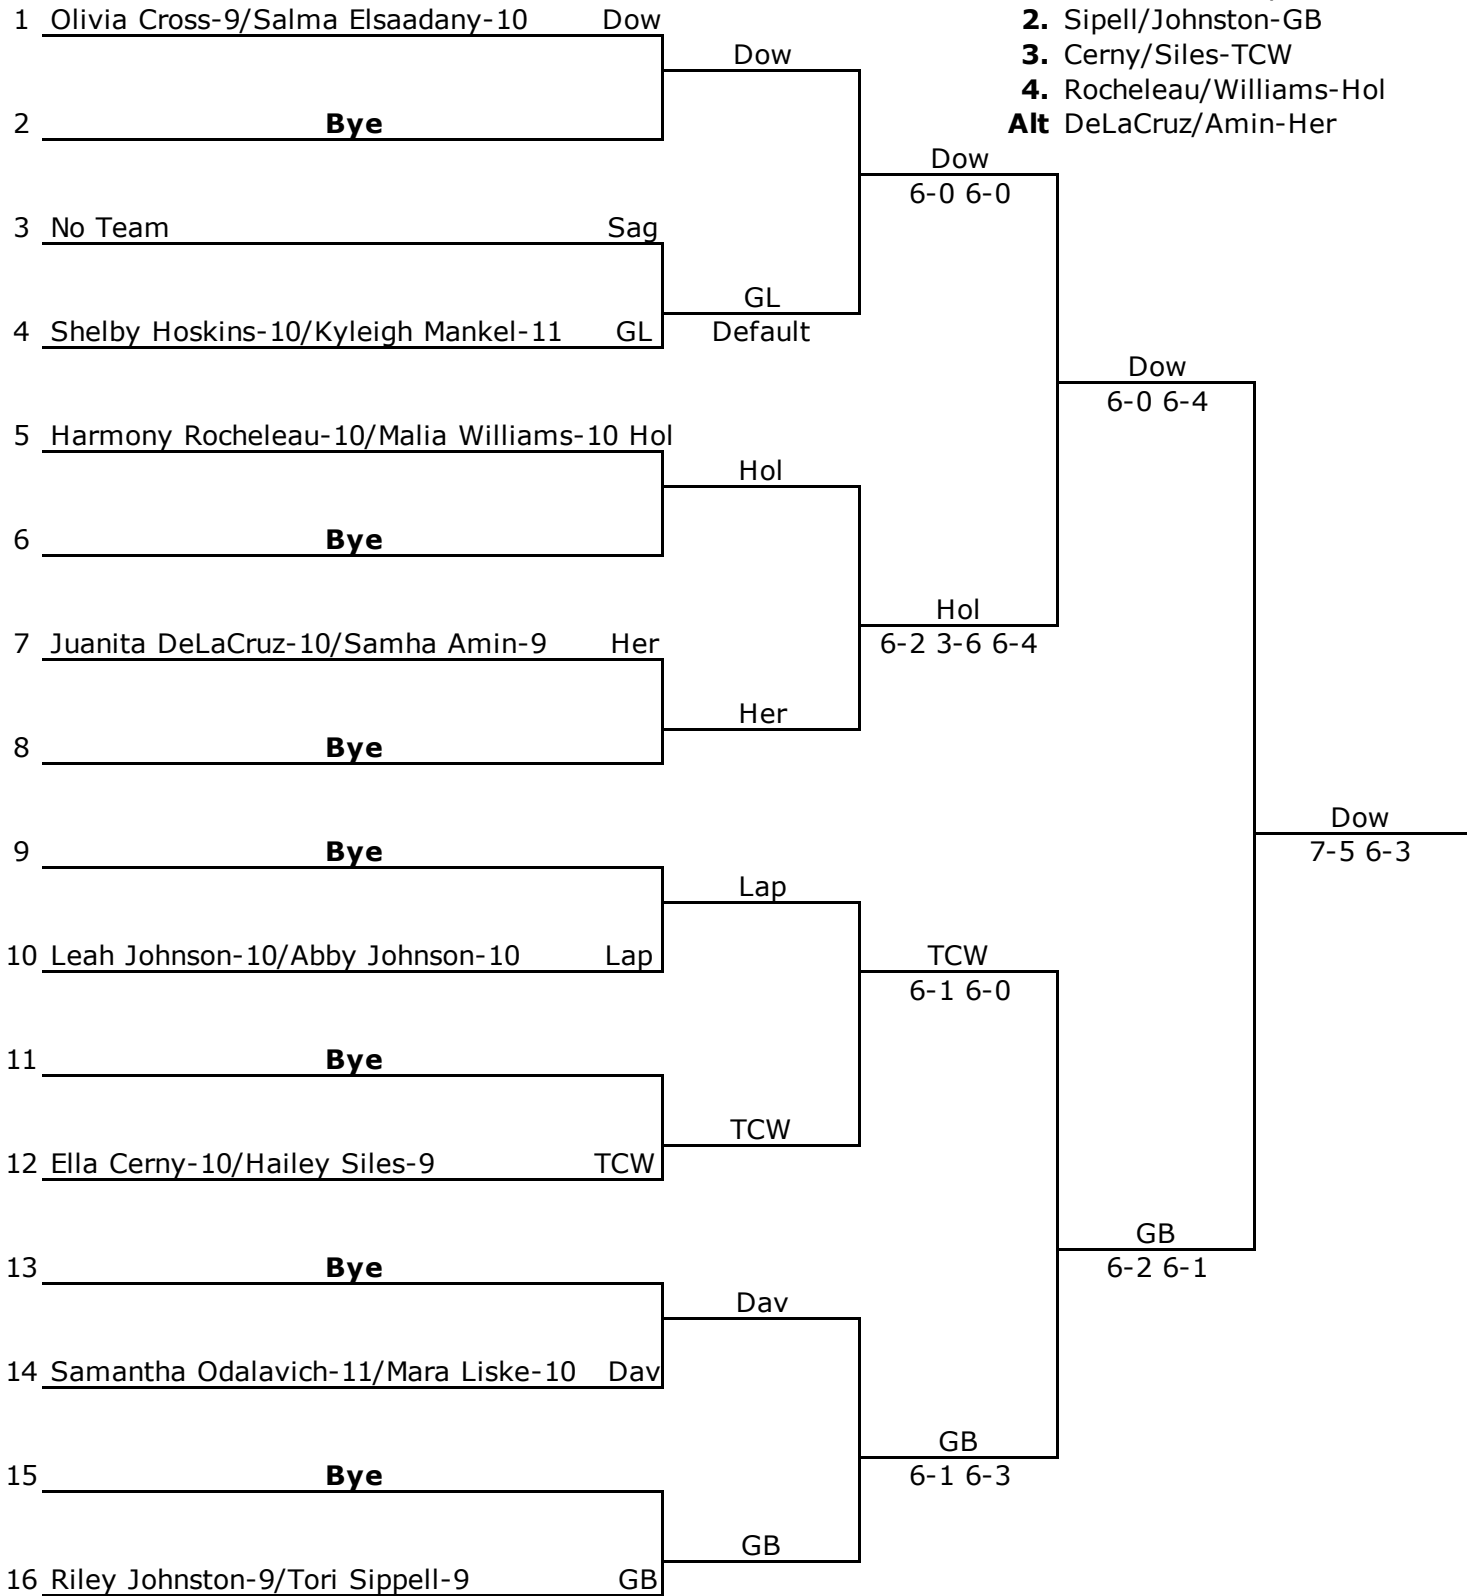 1 Olivia Cross-9/Salma Elsaadany-10 Dow
2. Sipell/Johnston-GB
Dow
3. Cerny/Siles-TCW
4. Rocheleau/Williams-Hol
2 Bye
Alt DeLaCruz/Amin-Her
Dow
6-0 6-0
3 No Team Sag
GL
4 Shelby Hoskins-10/Kyleigh Mankel-11 GL
Default
Dow
6-0 6-4
5 Harmony Rocheleau-10/Malia Williams-10 Hol
Hol
6 Bye
Hol
6-2 3-6 6-4
7 Juanita DeLaCruz-10/Samha Amin-9 Her
Her
8 Bye
Dow
7-5 6-3
9 Bye
Lap
10 Leah Johnson-10/Abby Johnson-10 Lap
TCW
6-1 6-0
11 Bye
TCW
12 Ella Cerny-10/Hailey Siles-9 TCW
GB
6-2 6-1
13 Bye
Dav
14 Samantha Odalavich-11/Mara Liske-10 Dav
GB
6-1 6-3
15 Bye
GB
16 Riley Johnston-9/Tori Sippell-9 GB